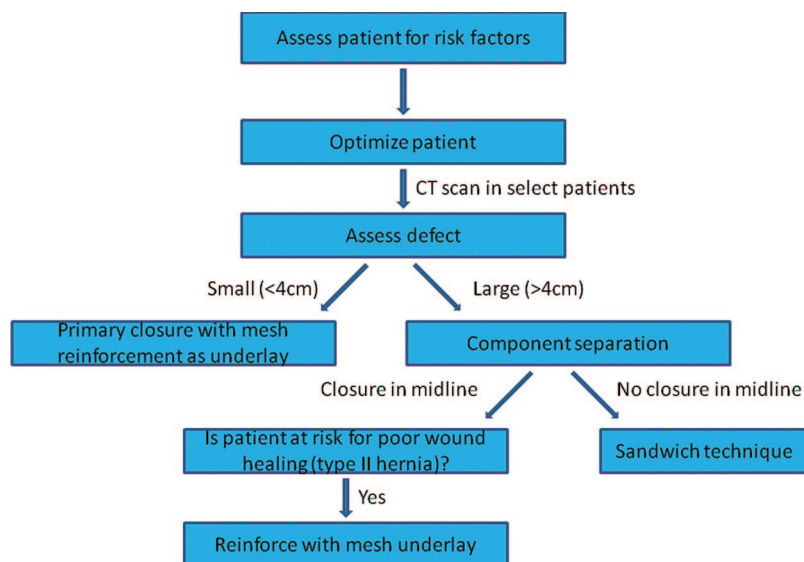 Assess patient for risk factors
Optimize patient
CT scan in select patients
Assess defect
Small (<4cm)
Large (>4cm)
Primary closure with mesh
reinforcement as underlay
Component separation
Closure in midline
No closure in midline
Is patient at risk for poor wound
healing (type II hernia)?
Sandwich technique
Yes
Reinforce with mesh underlay